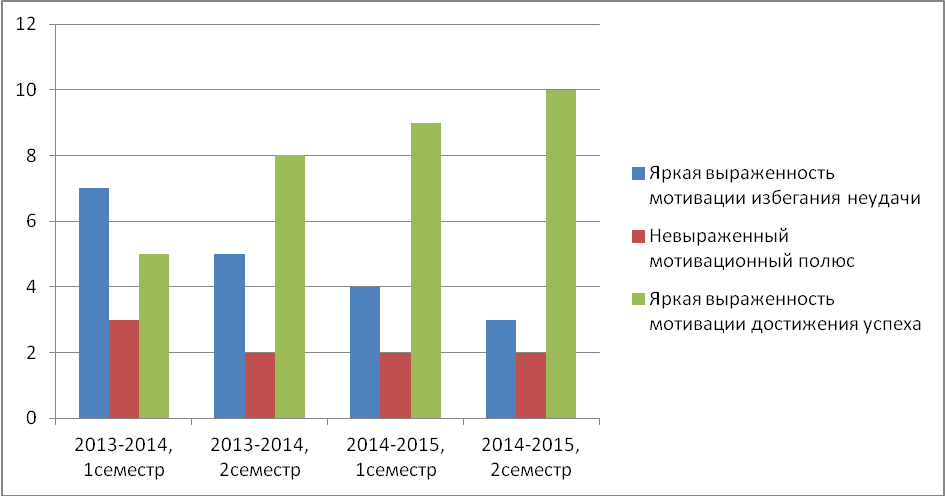 12
10
8
6
4
2
0
2013-2014,
1семестр
2013-2014,
2семестр
2014-2015,
1семестр
2014-2015,
2семестр
Яркая выраженность
мотивации избегания неудачи
Невыраженный
мотивационный полюс
Яркая выраженность
мотивации достижения успеха